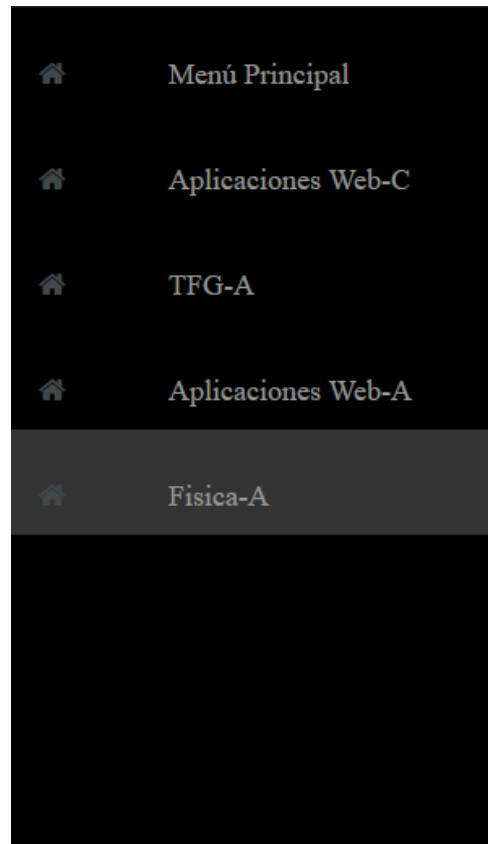 Menú Principal
Aplicaciones Web-C
TFG-A
Aplicaciones Web-A
Fisica-A